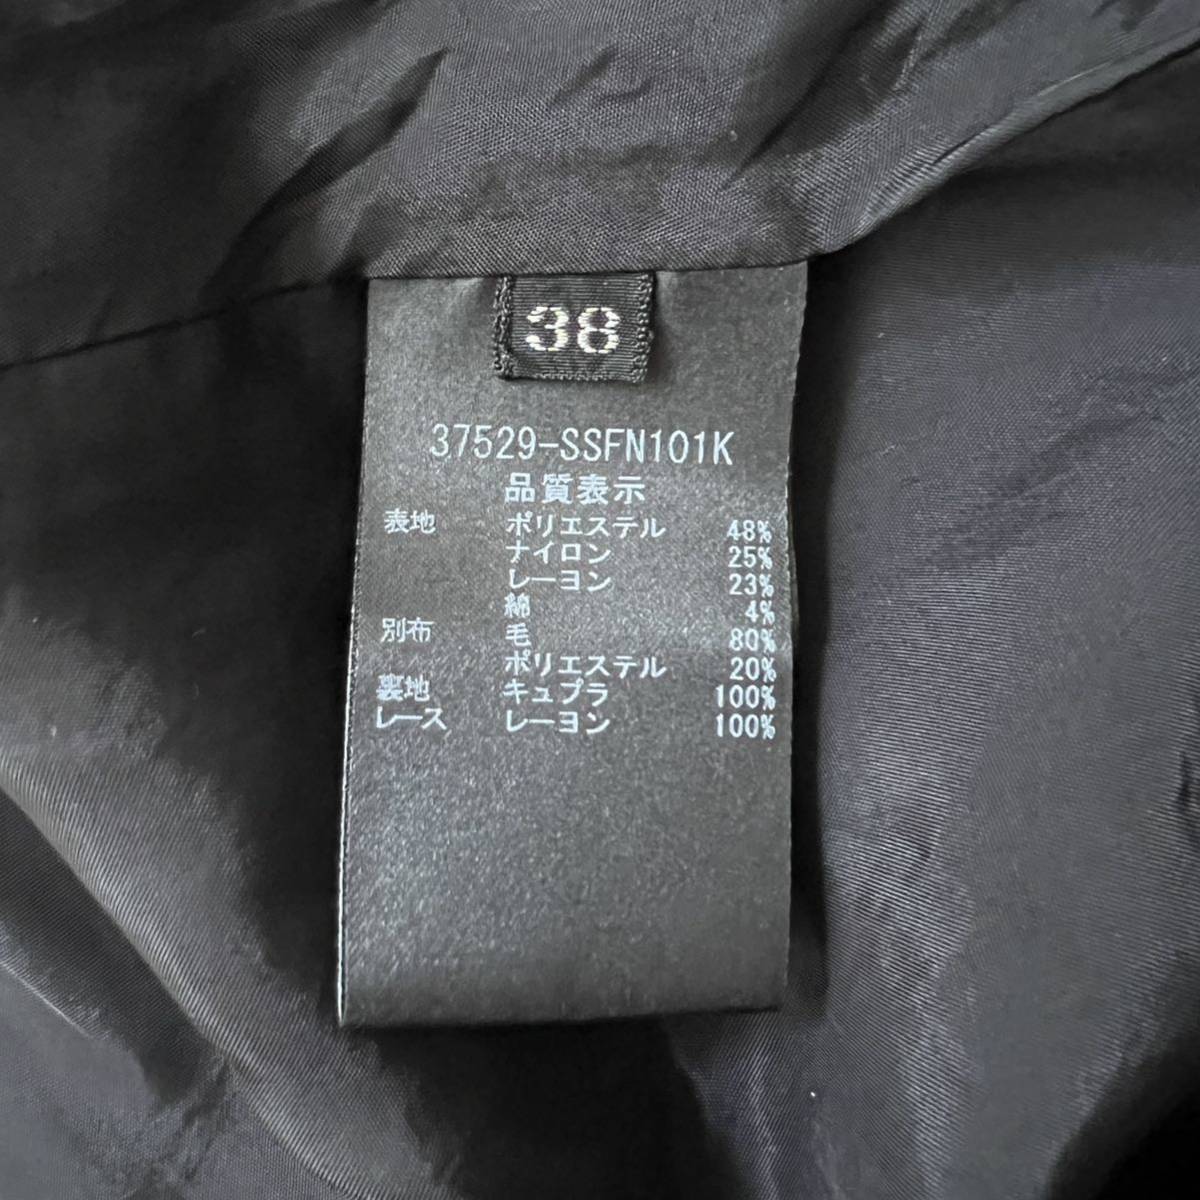 38
37529-SSFN101K
品質表示
表地 ポリエステル 48%
ナイロン 25%
レーヨン 23%
綿 4%
別布 毛 80%
ポリエステル 20%
裏地 キュプラ 100%
レース レーヨン 100%